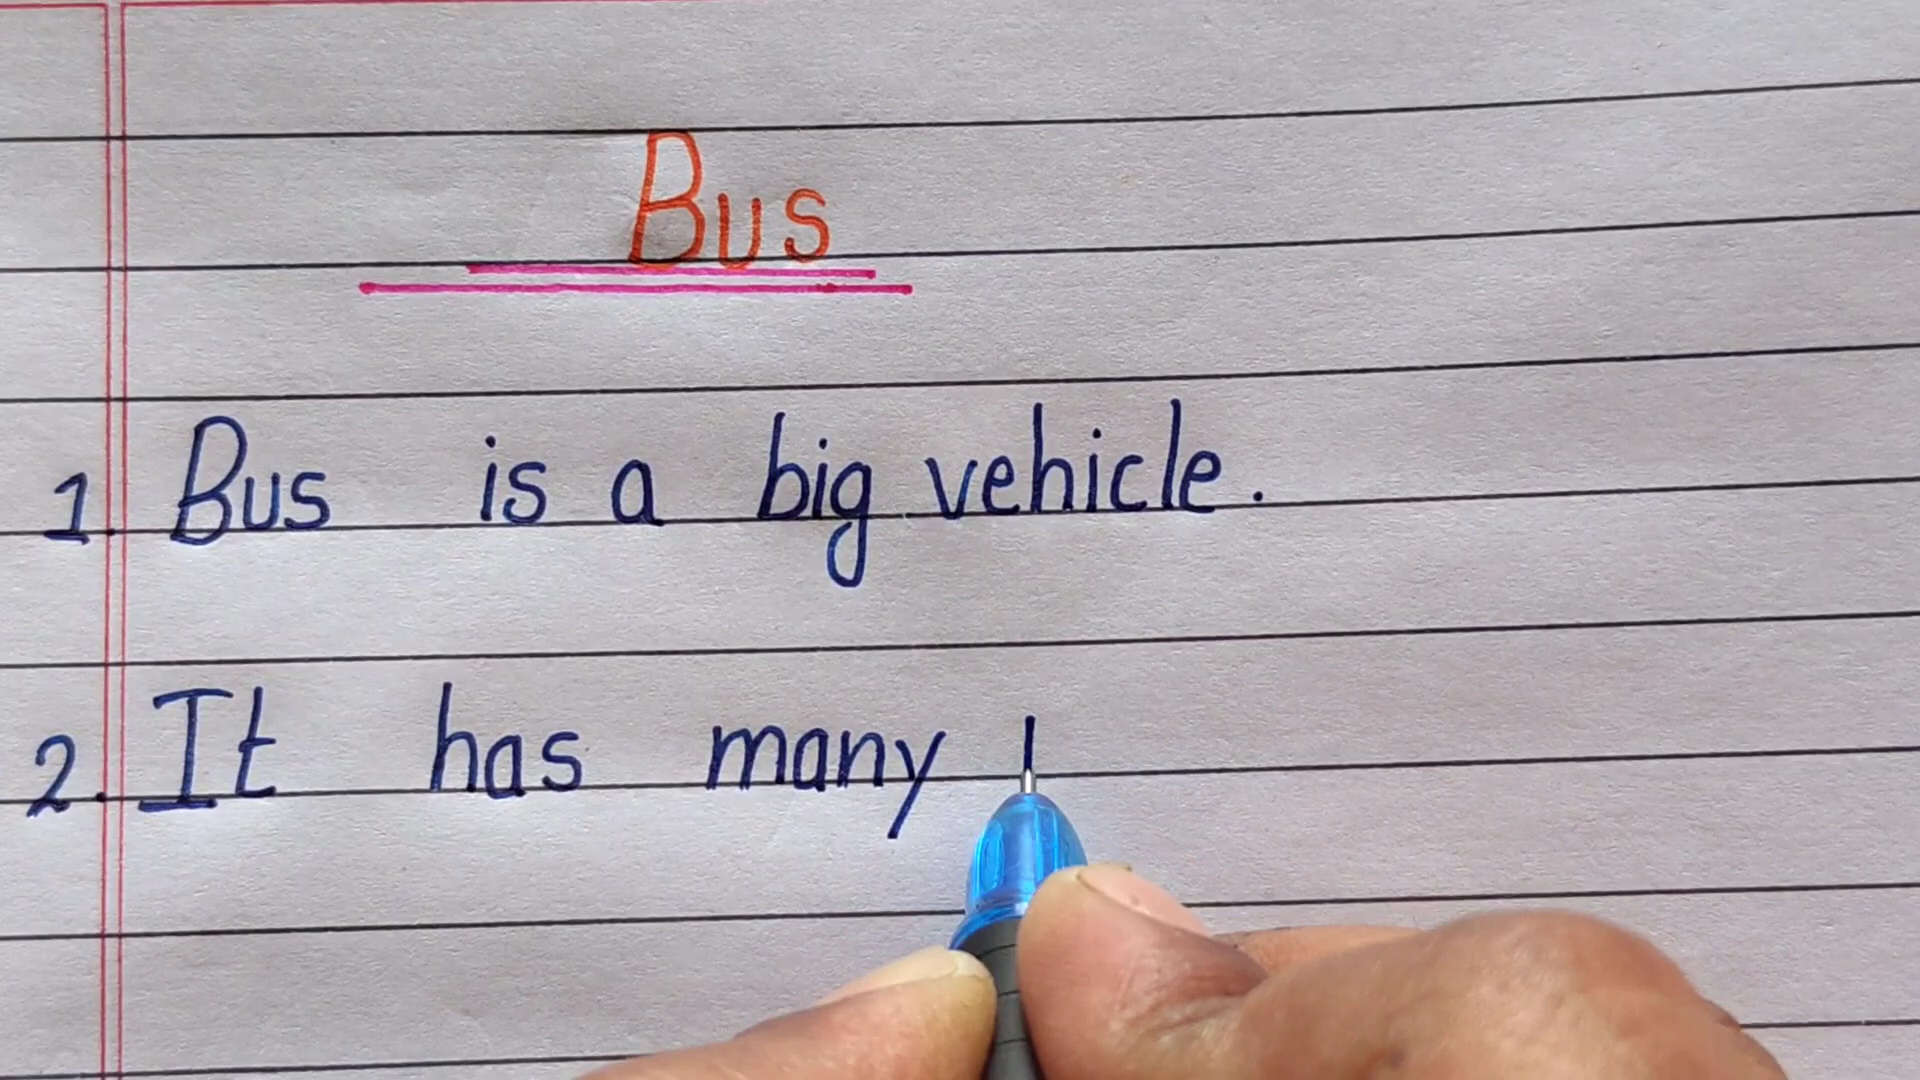 Bus
1. Bus is a big vehicle.
2. It has many